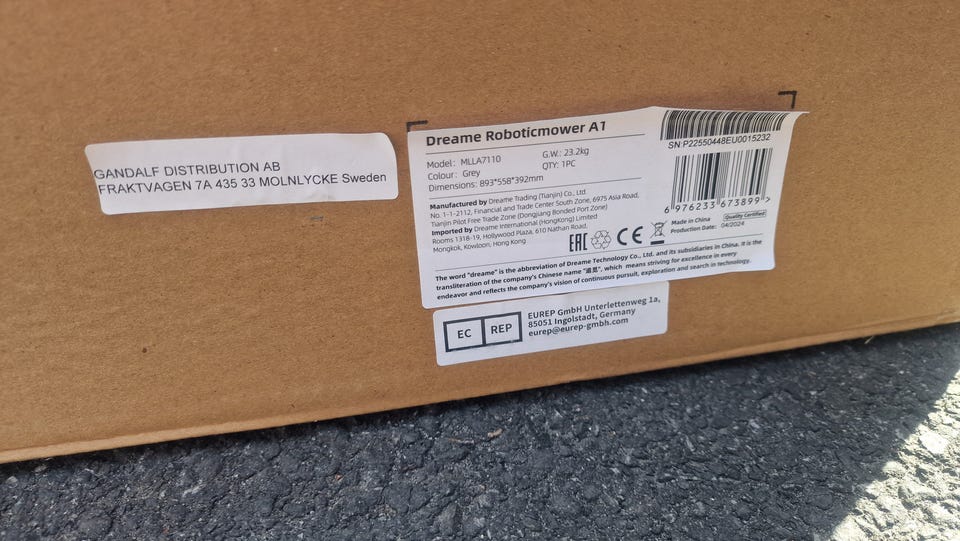 GANDALF DISTRIBUTION AB
FRAKTVAGEN 7A 435 33 MOLNLYCKE Sweden
Dreame Roboticmower A1
Model: MLLA7110
Colour: Grey
Dimensions: 893*558*392mm
G.W.: 23.2kg
QTY: 1PC
SN:P22550448EU0015232
6 976233 673899 >
Manufactured by Dreame Trading (Tianjin) Co., Ltd.
No. 1-1-2112, Financial and Trade Center South Zone, 6975 Asia Road,
Tianjin Pilot Free Trade Zone (Dongjiang Bonded Port Zone)
Imported by Dreame International (HongKong) Limited
Rooms 1318-19, Hollywood Plaza, 610 Nathan Road,
Mongkok, Kowloon, Hong Kong
EAC
CE
Made in China
Quality Certified
Production Date: 04/2024
The word "dreame" is the abbreviation of Dreame Technology Co., Ltd. and its subsidiaries in China. It is the
transliteration of the company's Chinese name "追觅", which means striving for excellence in every
endeavor and reflects the company's vision of continuous pursuit, exploration and search in technology.
EC REP
EUREP GmbH Unterlettenweg 1a,
85051 Ingolstadt, Germany
eurep@eurep-gmbh.com